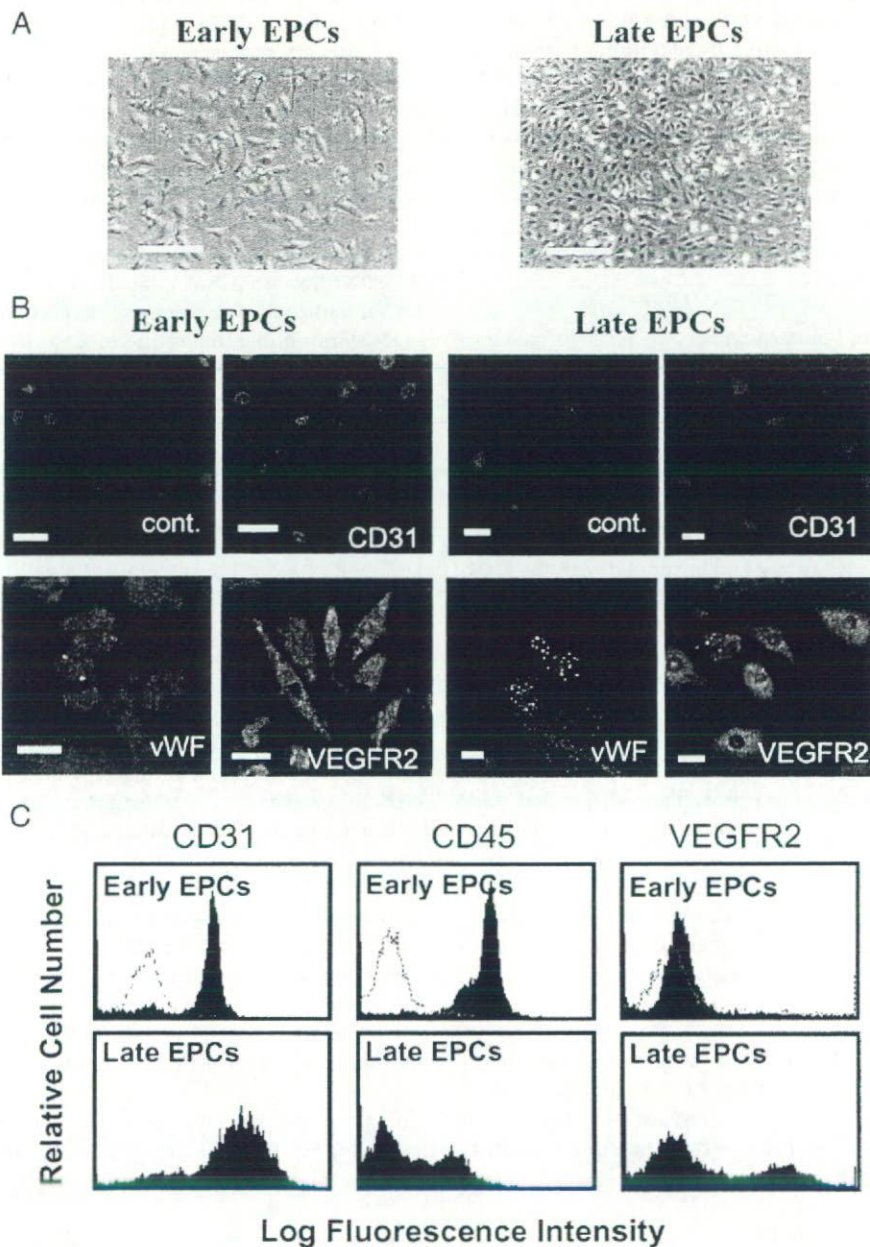 A
Early EPCs
Late EPCs
B
Early EPCs
Late EPCs
cont.
CD31
cont.
CD31
vWF
VEGFR2
vWF
VEGFR2
C
CD31
CD45
VEGFR2
Early EPCs
Early EPCs
Early EPCs
Late EPCs
Late EPCs
Late EPCs
Relative Cell Number
Log Fluorescence Intensity